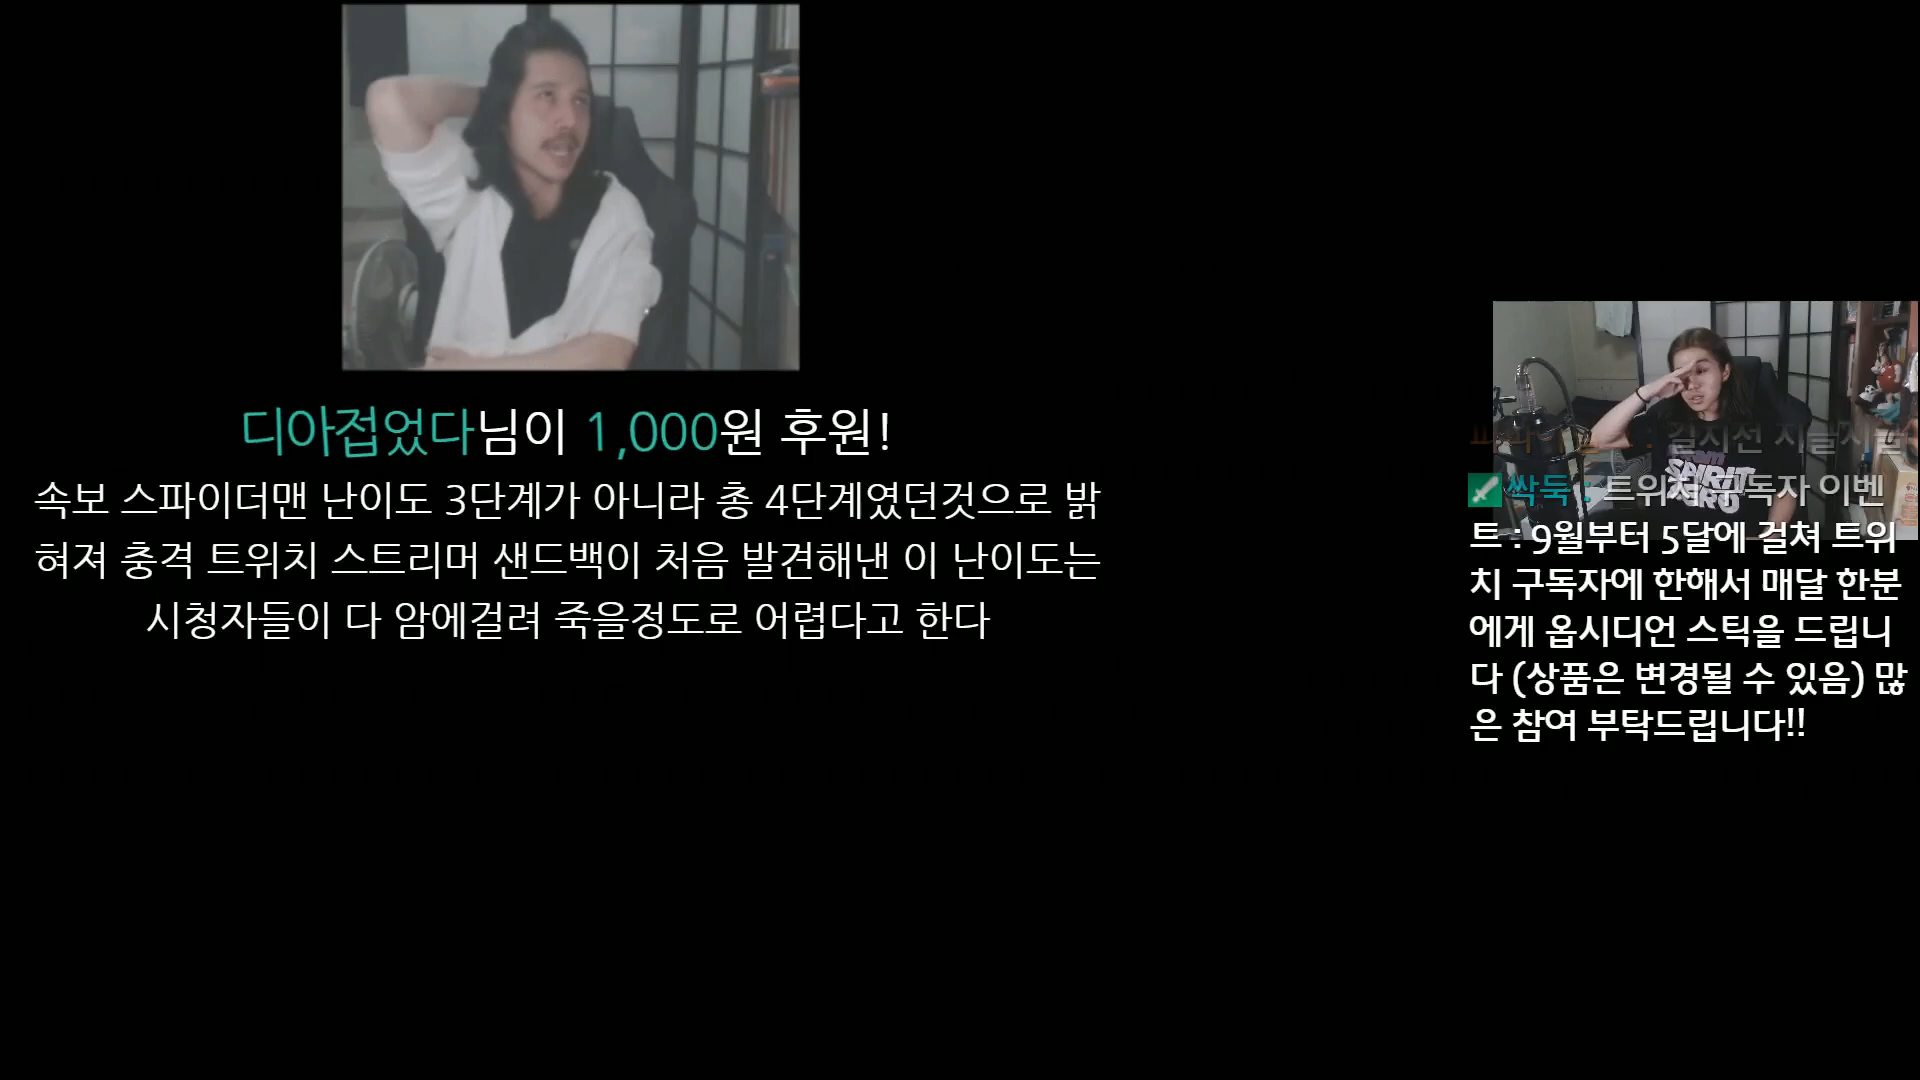 디아접었다님이 1,000원 후원!
속보 스파이더맨 난이도 3단계가 아니라 총 4단계였던것으로 밝
혀져 충격 트위치 스트리머 샌드백이 처음 발견해낸 이 난이도는
시청자들이 다 암에걸려 죽을정도로 어렵다고 한다
싹둑 : 트위치 구독자 이벤
트 : 9월부터 5달에 걸쳐 트위
치 구독자에 한해서 매달 한분
에게 옵시디언 스틱을 드립니
다 (상품은 변경될 수 있음) 많
은 참여 부탁드립니다!!
SPIRIT